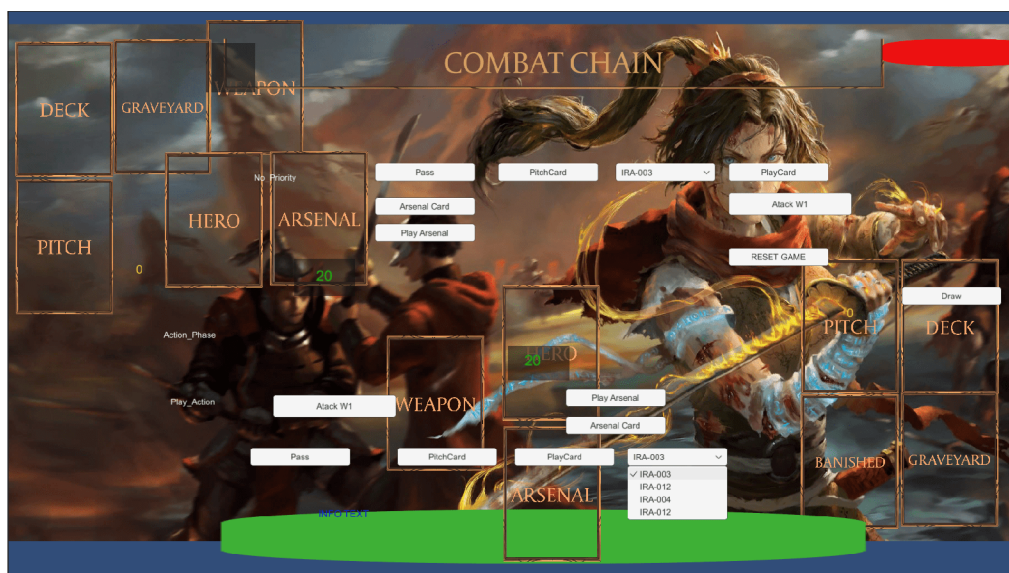 COMBAT CHAIN
WEAPON
DECK
GRAVEYARD
No_Priority
Pass
PitchCard
IRA-003
PlayCard
Arsenal Card
Atack W1
HERO
ARSENAL
Play Arsenal
PITCH
RESET GAME
0
20
Draw
0
PITCH
DECK
Action_Phase
HERO
20
Play_Action
Atack W1
WEAPON
Play Arsenal
Arsenal Card
Pass
PitchCard
PlayCard
IRA-003
BANISHED
GRAVEYARD
✓ IRA-003
IRA-012
IRA-004
IRA-012
ARSENAL
INFO TEXT